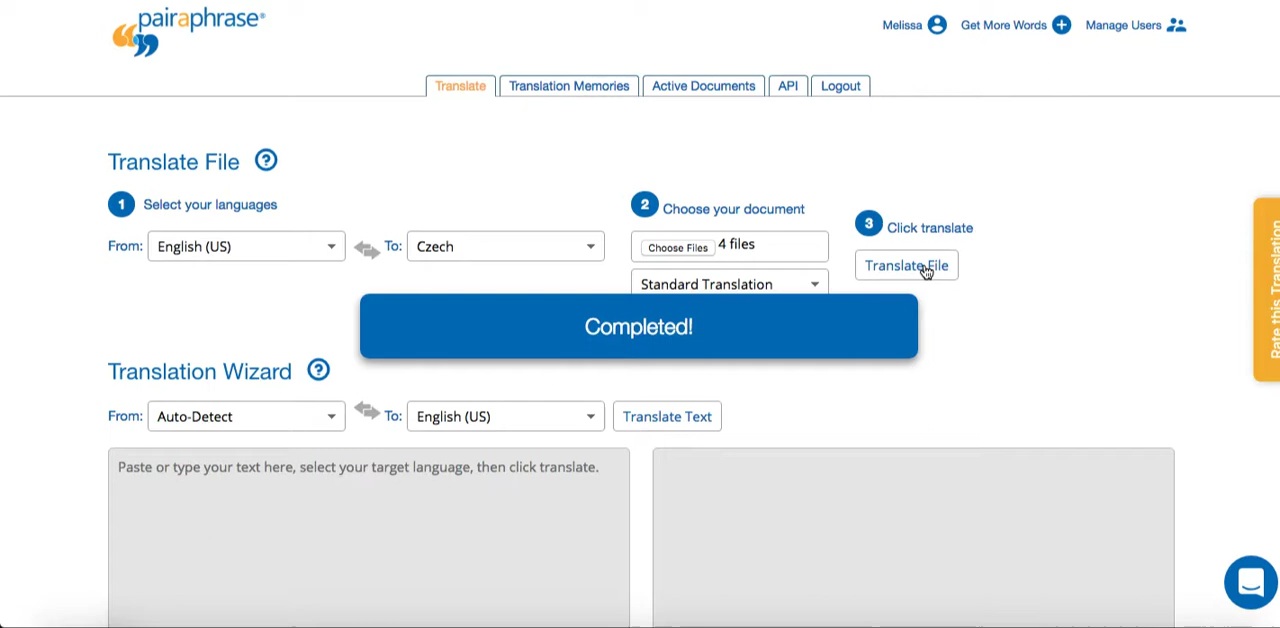 pairaphrase®
Melissa
Get More Words
Manage Users
Translate
Translation Memories
Active Documents
API
Logout
Translate File ?
1 Select your languages
2 Choose your document
3 Click translate
From: English (US)
To: Czech
Choose Files 4 files
Translate File
Standard Translation
Completed!
Rate this Translation
Translation Wizard ?
From: Auto-Detect
To: English (US)
Translate Text
Paste or type your text here, select your target language, then click translate.